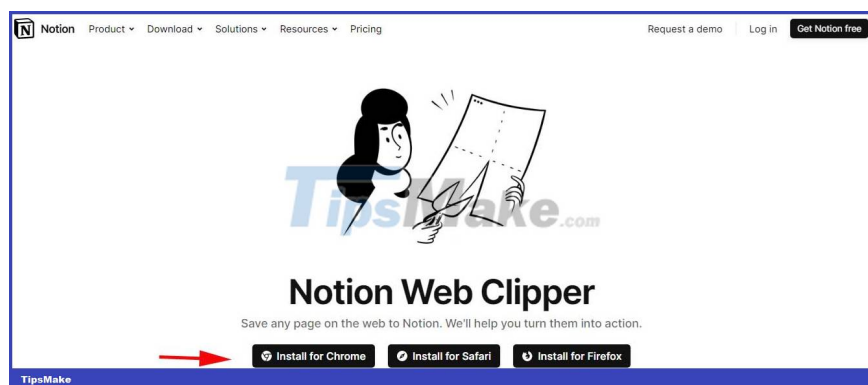 Notion Product Download Solutions Resources Pricing Request a demo Log in Get Notion free
TipsMake.com
Notion Web Clipper
Save any page on the web to Notion. We'll help you turn them into action.
Install for Chrome Install for Safari Install for Firefox
TipsMake